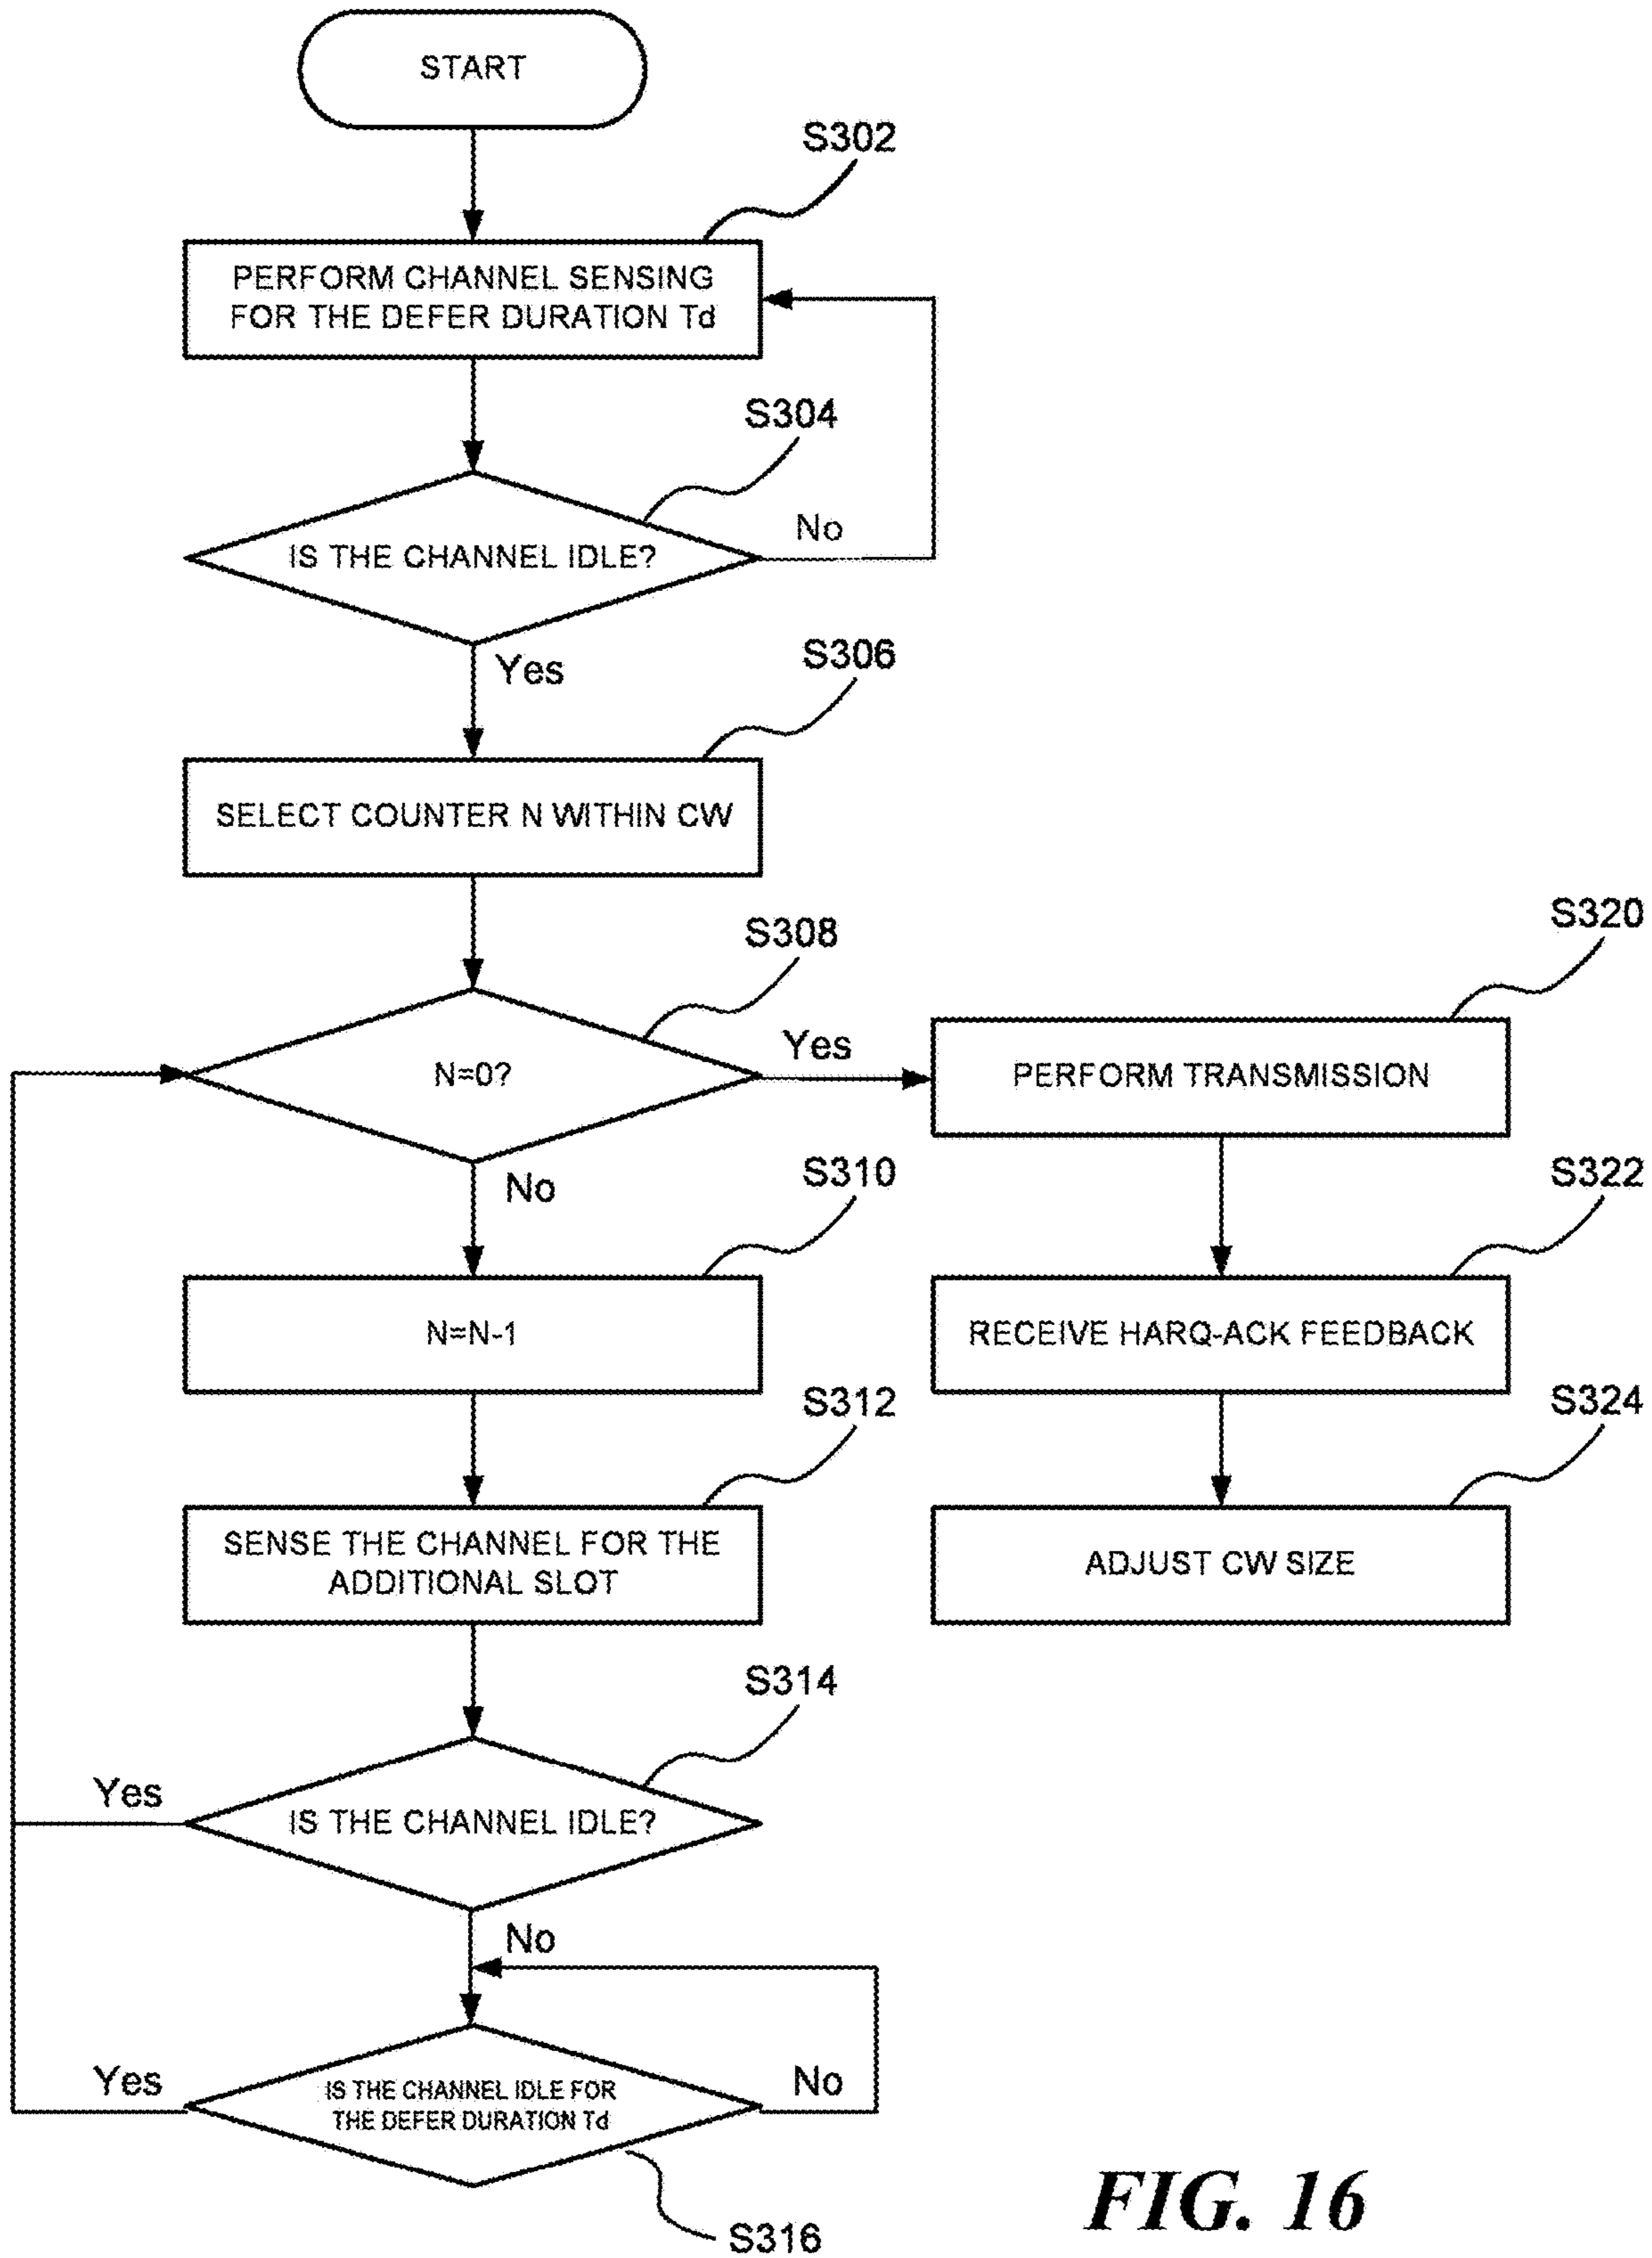 START
S302
PERFORM CHANNEL SENSING
FOR THE DEFER DURATION Td
S304
IS THE CHANNEL IDLE?
No
Yes
S306
SELECT COUNTER N WITHIN CW
S308
N=0?
Yes
S320
PERFORM TRANSMISSION
No
S310
N=N-1
S322
RECEIVE HARQ-ACK FEEDBACK
S312
SENSE THE CHANNEL FOR THE
ADDITIONAL SLOT
S324
ADJUST CW SIZE
S314
IS THE CHANNEL IDLE?
Yes
No
IS THE CHANNEL IDLE FOR
THE DEFER DURATION Td
Yes
No
S316
FIG. 16